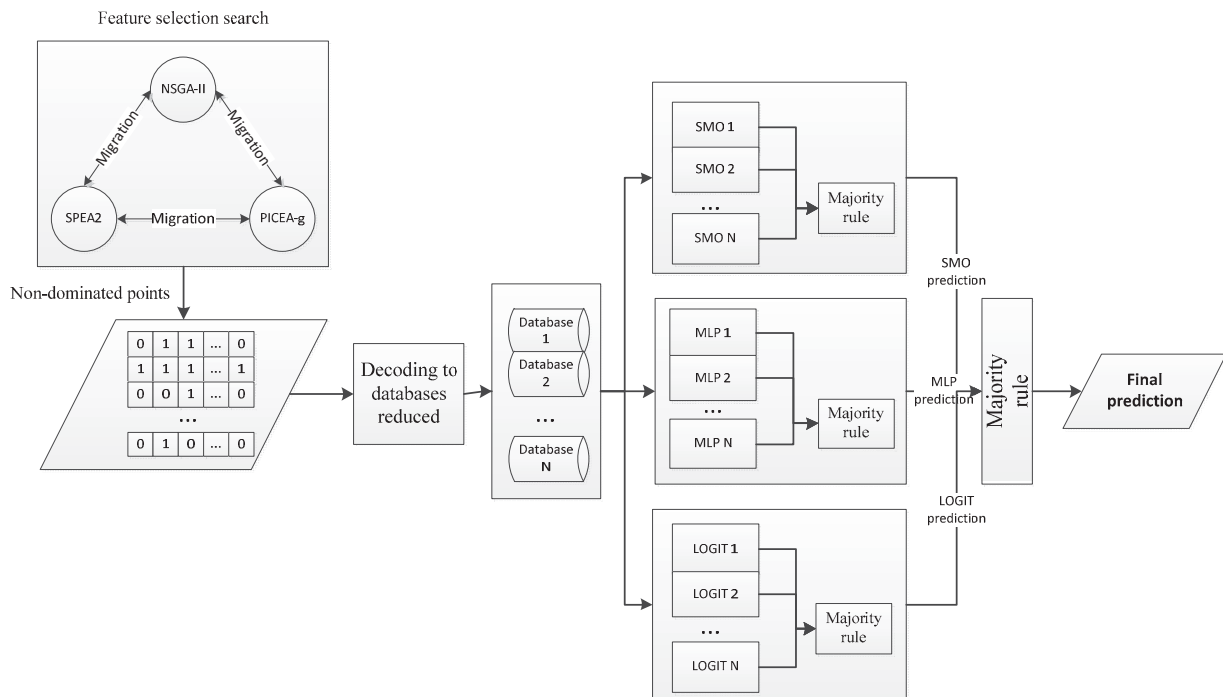 Feature selection search
NSGA-II
Migration
Migration
SPEA2
Migration
PICEA-g
Non-dominated points
0 1 1 ... 0
1 1 1 ... 1
0 0 1 ... 0
...
0 1 0 ... 0
Decoding to
databases
reduced
Database
1
Database
2
...
Database
N
SMO 1
SMO 2
...
SMO N
Majority
rule
MLP 1
MLP 2
...
MLP N
Majority
rule
LOGIT 1
LOGIT 2
...
LOGIT N
Majority
rule
SMO
prediction
MLP
prediction
LOGIT
prediction
Majority
rule
Final
prediction